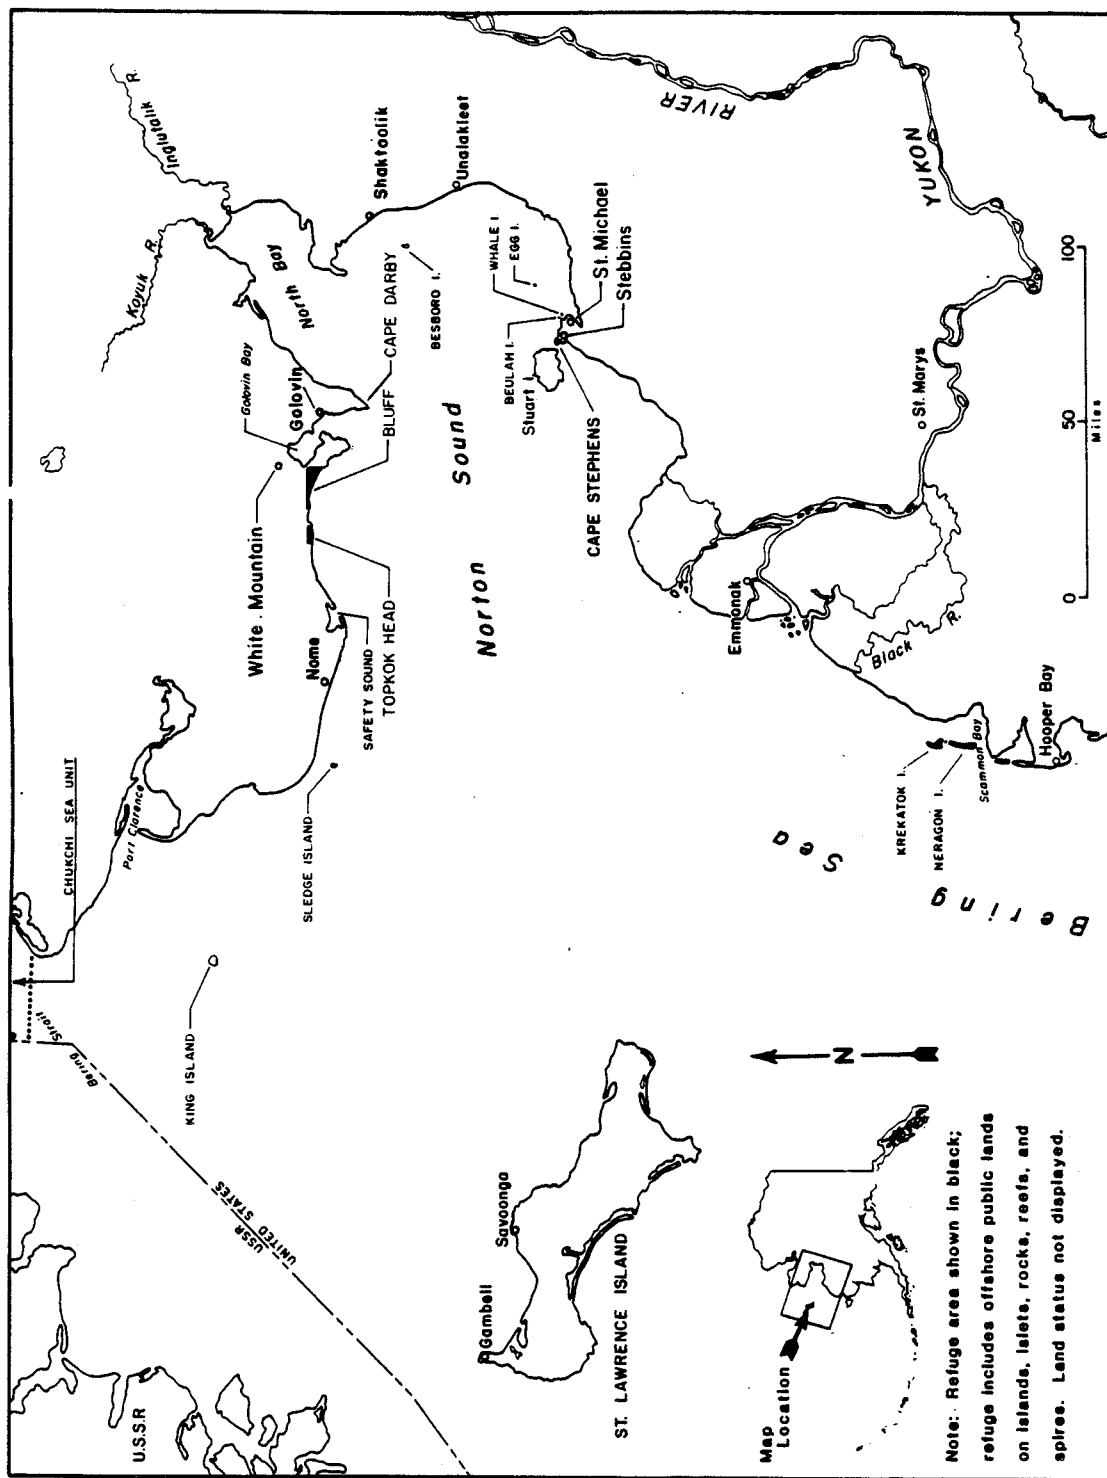 U.S.S.R
USSR
UNITED STATES
Bering
Strait
CHUKCHI SEA UNIT
Port Clarence
KING ISLAND
SLEDGE ISLAND
Nome
SAFETY SOUND
TOPKOK HEAD
White Mountain
Golovin Bay
Golovin
BLUFF
CAPE DARBY
Koyuk R.
Inglutalik R.
North Bay
BESBORO I.
Shaktoolik
Unalakleet
Norton Sound
WHALE I.
EGG I.
BEULAH I.
Stuart I.
St. Michael
Stebbins
CAPE STEPHENS
Gambell
Savoonga
ST. LAWRENCE ISLAND
Emmonak
Black R.
St. Marys
YUKON
RIVER
KREKATOK I.
NERAGON I.
Scammon Bay
Hooper Bay
Bering Sea
0 50 100
Miles
N
Map
Location
Note: Refuge area shown in black;
refuge includes offshore public lands
on islands, islets, rocks, reefs, and
spires. Land status not displayed.